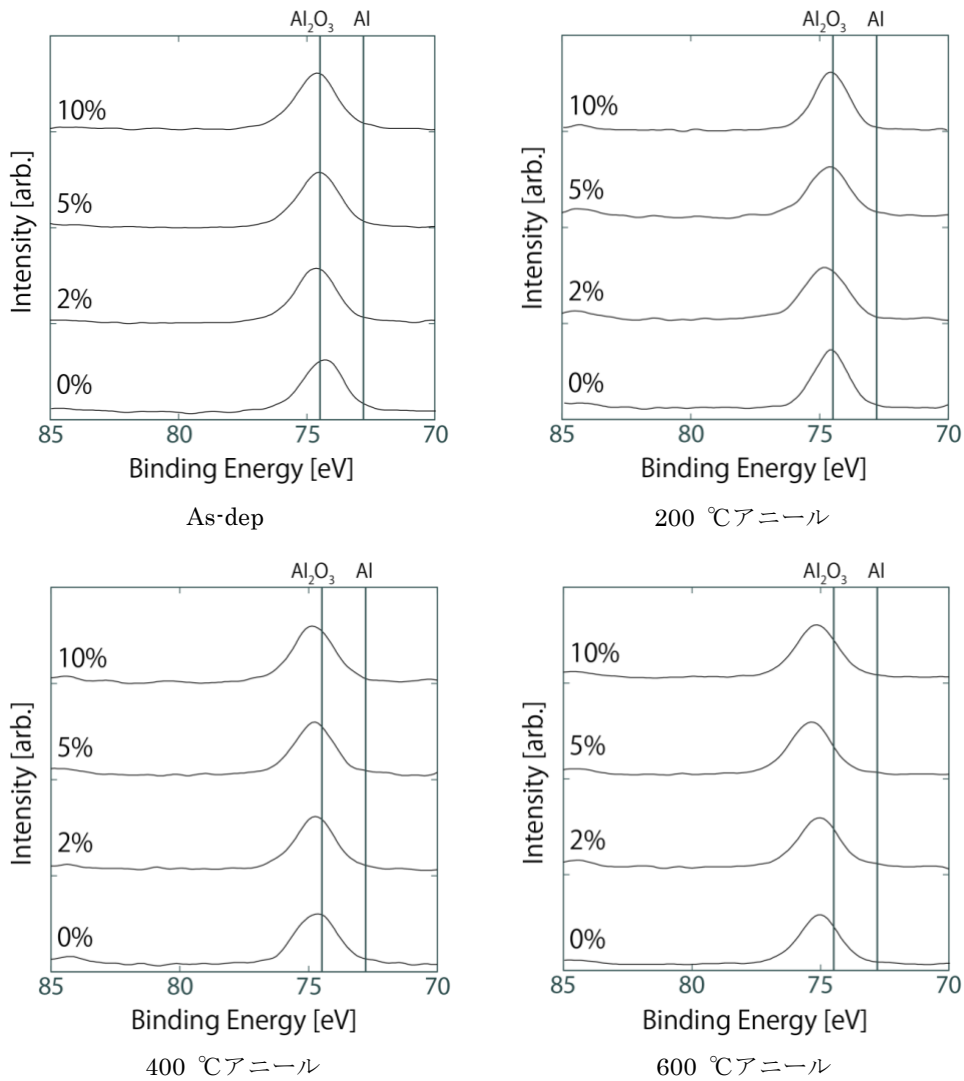 Al₂O₃ Al
10%
5%
2%
0%
Intensity [arb.]
85 80 75 70
Binding Energy [eV]
As-dep
Al₂O₃ Al
10%
5%
2%
0%
Intensity [arb.]
85 80 75 70
Binding Energy [eV]
200 ℃アニール
Al₂O₃ Al
10%
5%
2%
0%
Intensity [arb.]
85 80 75 70
Binding Energy [eV]
400 ℃アニール
Al₂O₃ Al
10%
5%
2%
0%
Intensity [arb.]
85 80 75 70
Binding Energy [eV]
600 ℃アニール